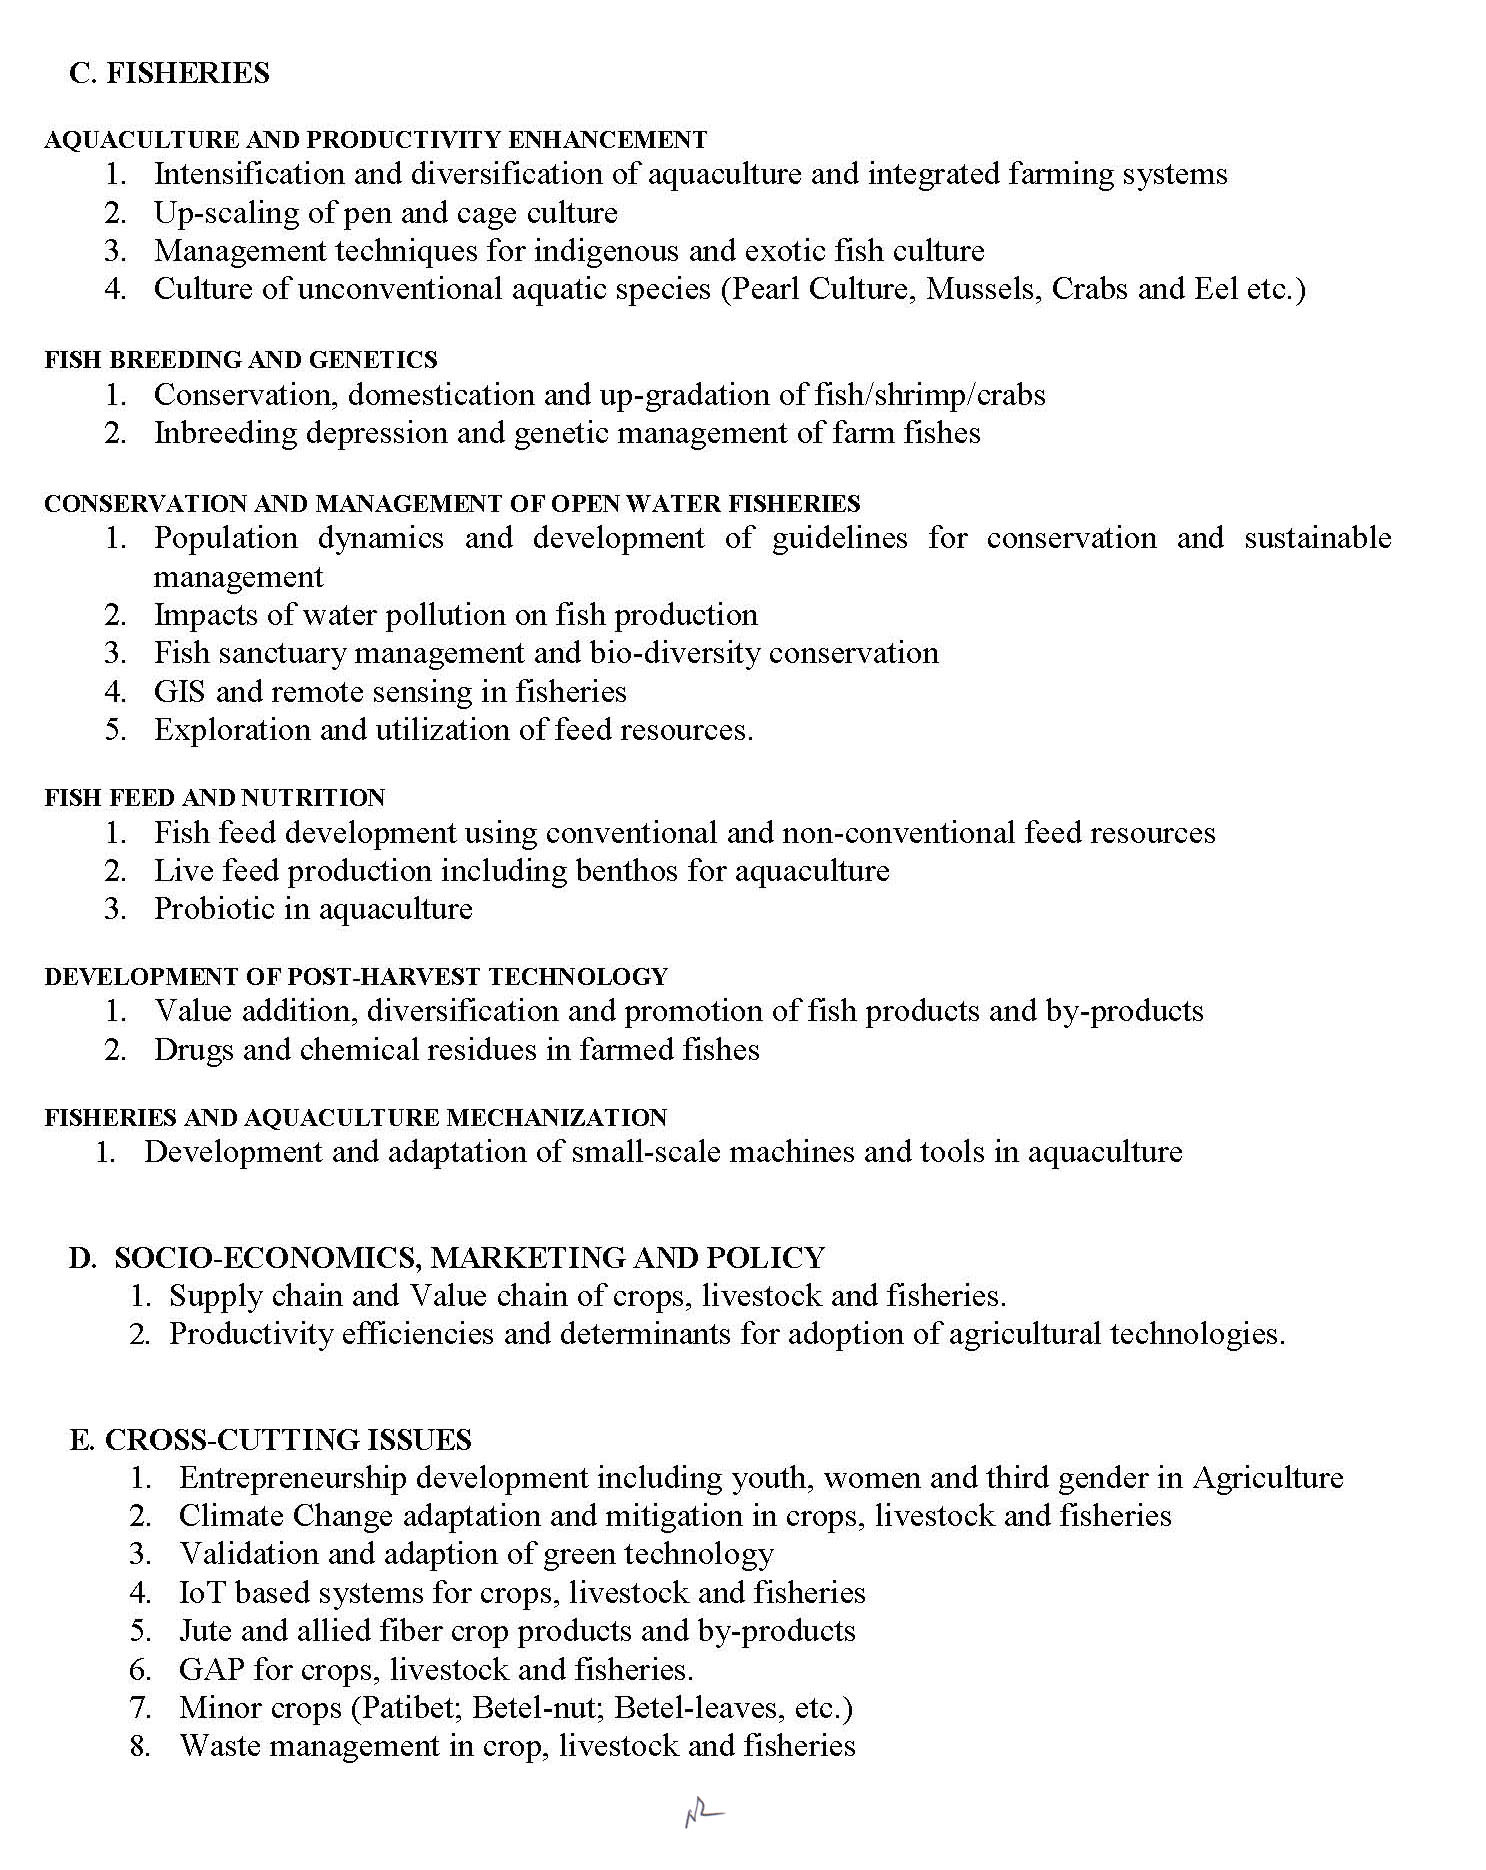 C. FISHERIES
AQUACULTURE AND PRODUCTIVITY ENHANCEMENT
1. Intensification and diversification of aquaculture and integrated farming systems
2. Up-scaling of pen and cage culture
3. Management techniques for indigenous and exotic fish culture
4. Culture of unconventional aquatic species (Pearl Culture, Mussels, Crabs and Eel etc.)
FISH BREEDING AND GENETICS
1. Conservation, domestication and up-gradation of fish/shrimp/crabs
2. Inbreeding depression and genetic management of farm fishes
CONSERVATION AND MANAGEMENT OF OPEN WATER FISHERIES
1. Population dynamics and development of guidelines for conservation and sustainable
management
2. Impacts of water pollution on fish production
3. Fish sanctuary management and bio-diversity conservation
4. GIS and remote sensing in fisheries
5. Exploration and utilization of feed resources.
FISH FEED AND NUTRITION
1. Fish feed development using conventional and non-conventional feed resources
2. Live feed production including benthos for aquaculture
3. Probiotic in aquaculture
DEVELOPMENT OF POST-HARVEST TECHNOLOGY
1. Value addition, diversification and promotion of fish products and by-products
2. Drugs and chemical residues in farmed fishes
FISHERIES AND AQUACULTURE MECHANIZATION
1. Development and adaptation of small-scale machines and tools in aquaculture
D. SOCIO-ECONOMICS, MARKETING AND POLICY
1. Supply chain and Value chain of crops, livestock and fisheries.
2. Productivity efficiencies and determinants for adoption of agricultural technologies.
E. CROSS-CUTTING ISSUES
1. Entrepreneurship development including youth, women and third gender in Agriculture
2. Climate Change adaptation and mitigation in crops, livestock and fisheries
3. Validation and adaption of green technology
4. IoT based systems for crops, livestock and fisheries
5. Jute and allied fiber crop products and by-products
6. GAP for crops, livestock and fisheries.
7. Minor crops (Patibet; Betel-nut; Betel-leaves, etc.)
8. Waste management in crop, livestock and fisheries